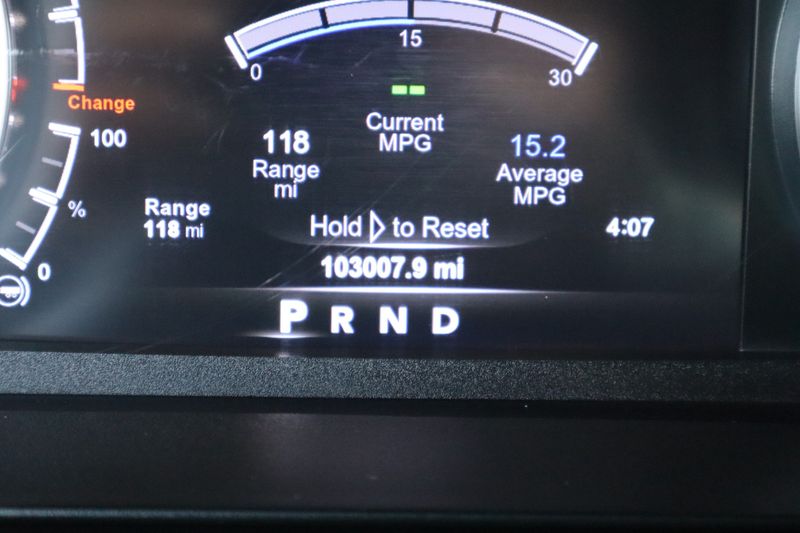 15
0
30
Change
100
Current
MPG
118
Range
mi
15.2
Average
MPG
%
Range
118 mi
Hold ▷ to Reset
4:07
0
103007.9 mi
P R N D